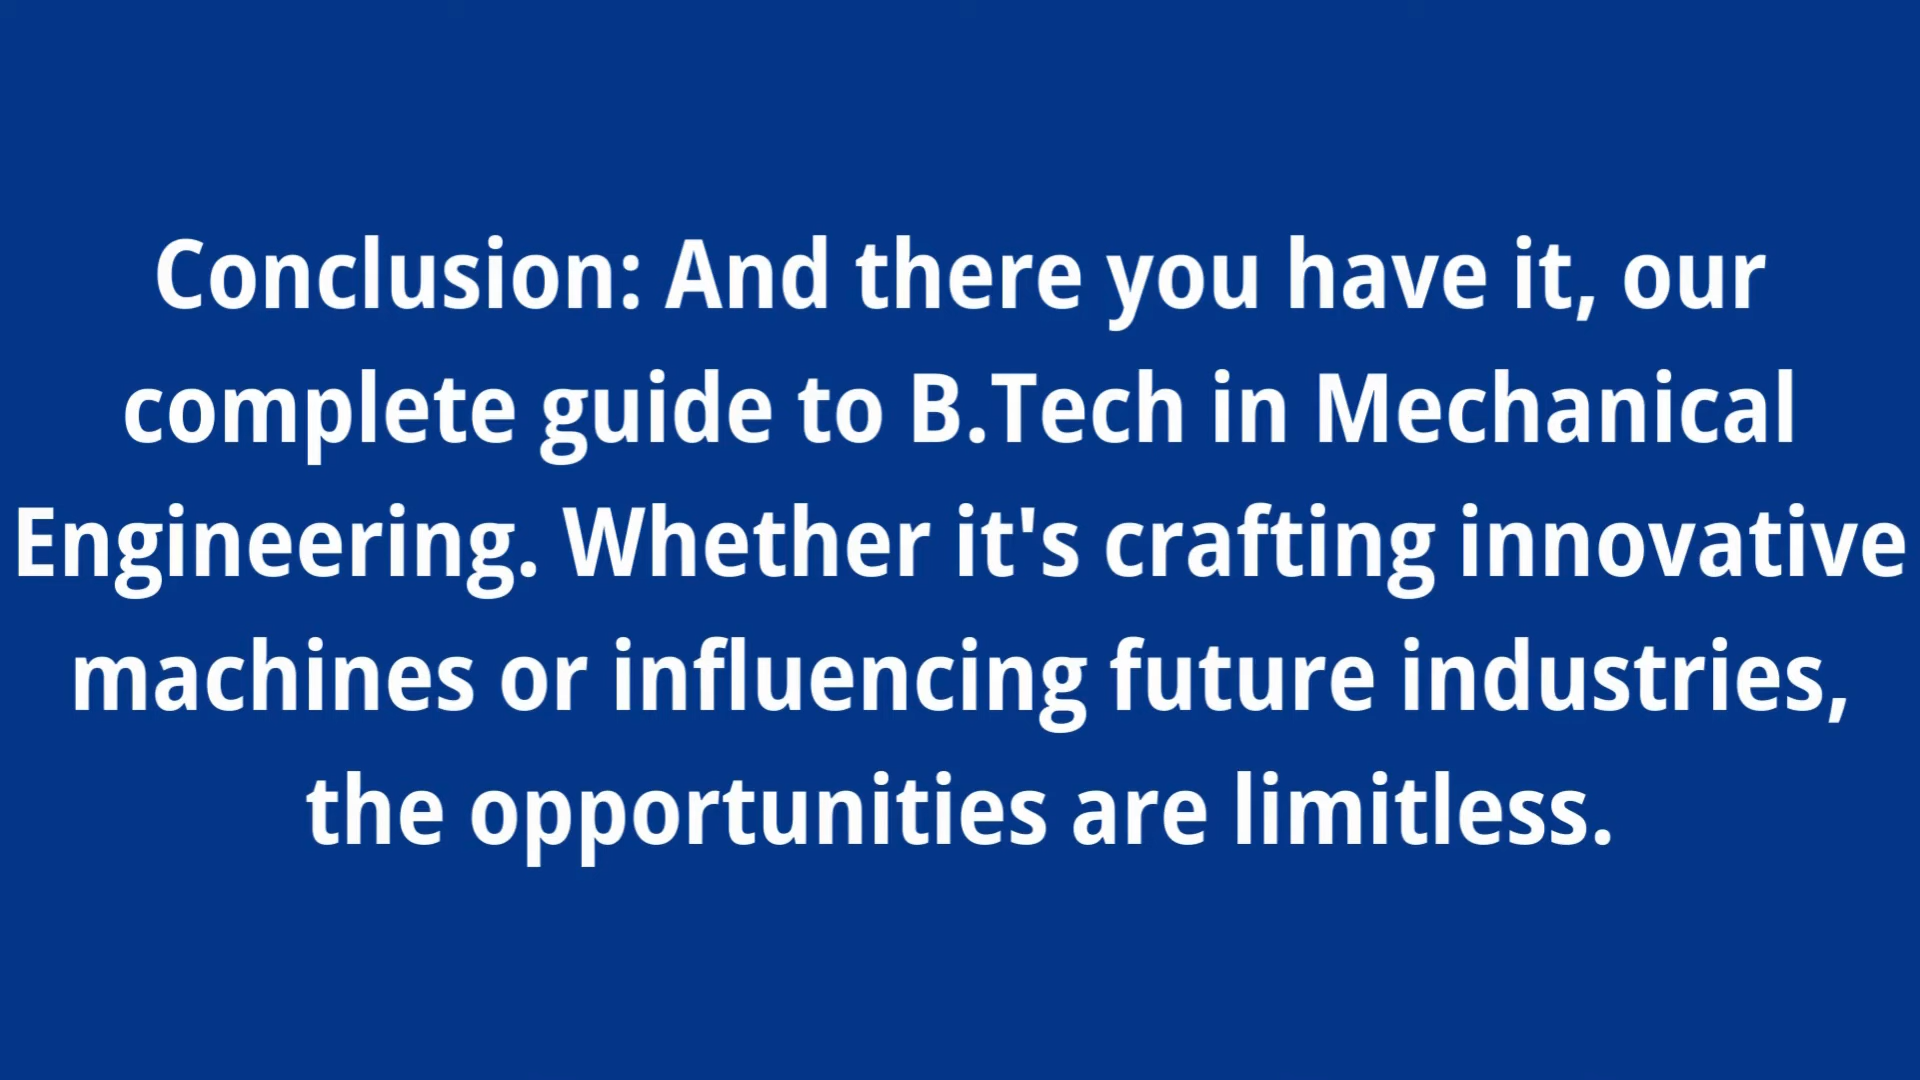 Conclusion: And there you have it, our
complete guide to B.Tech in Mechanical
Engineering. Whether it's crafting innovative
machines or influencing future industries,
the opportunities are limitless.